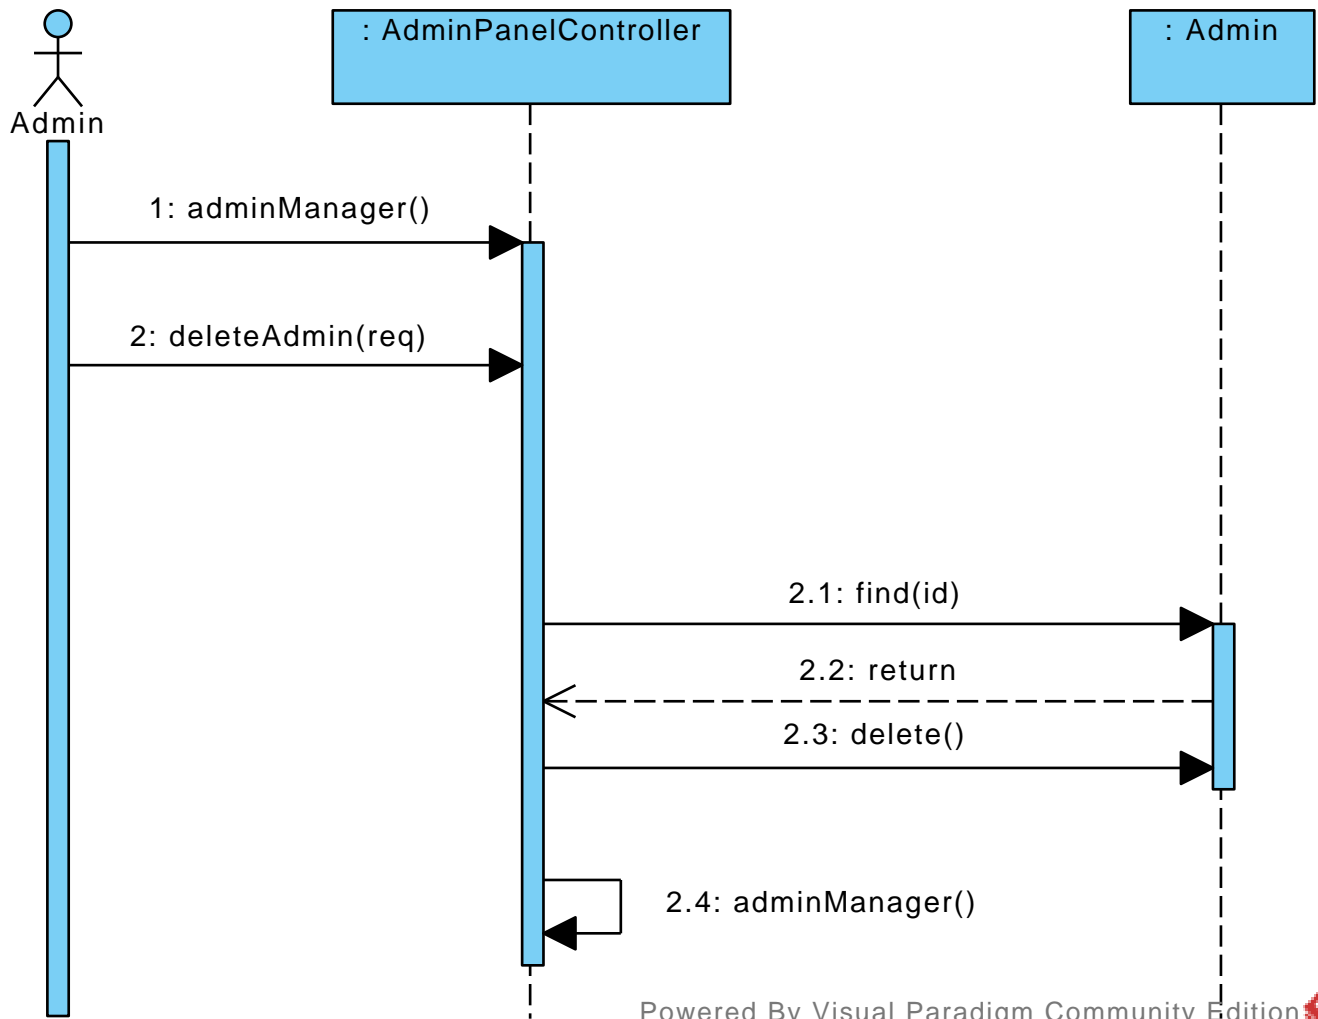 : AdminPanelController
: Admin
Admin
1: adminManager()
2: deleteAdmin(req)
2.1: find(id)
2.2: return
2.3: delete()
2.4: adminManager()
Powered By Visual Paradigm Community Edition